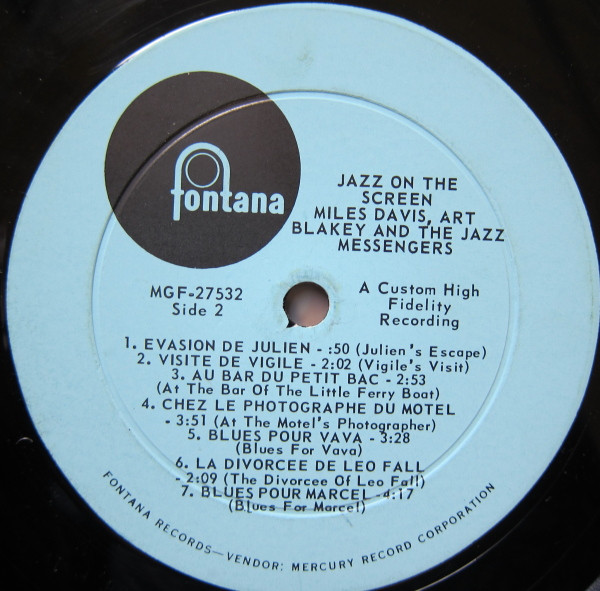 fontana
JAZZ ON THE
SCREEN
MILES DAVIS, ART
BLAKEY AND THE JAZZ
MESSENGERS
MGF-27532
Side 2
A Custom High
Fidelity
Recording
1. EVASION DE JULIEN - :50 (Julien's Escape)
2. VISITE DE VIGILE - 2:02 (Vigile's Visit)
3. AU BAR DU PETIT BAC - 2:53
(At The Bar Of The Little Ferry Boat)
4. CHEZ LE PHOTOGRAPHE DU MOTEL
- 3:51 (At The Motel's Photographer)
5. BLUES POUR VAVA - 3:28
(Blues For Vava)
6. LA DIVORCEE DE LEO FALL
- 2:09 (The Divorcee Of Leo Fall)
7. BLUES POUR MARCEL - 4:17
(Blues For Marcel)
FONTANA RECORDS—VENDOR: MERCURY RECORD CORPORATION